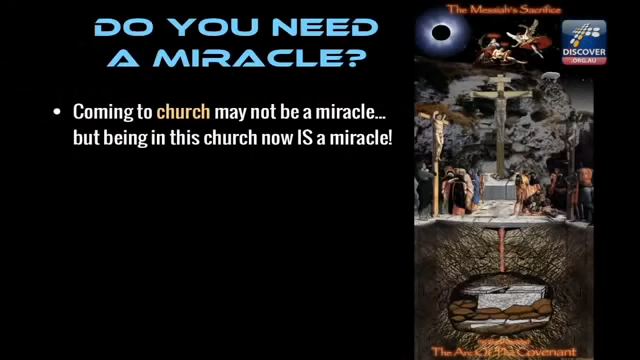 DO YOU NEED
A MIRACLE?
• Coming to church may not be a miracle...
but being in this church now IS a miracle!
The Messiah's Sacrifice
DISCOVER
.ORG.AU
The Arc Of The Covenant